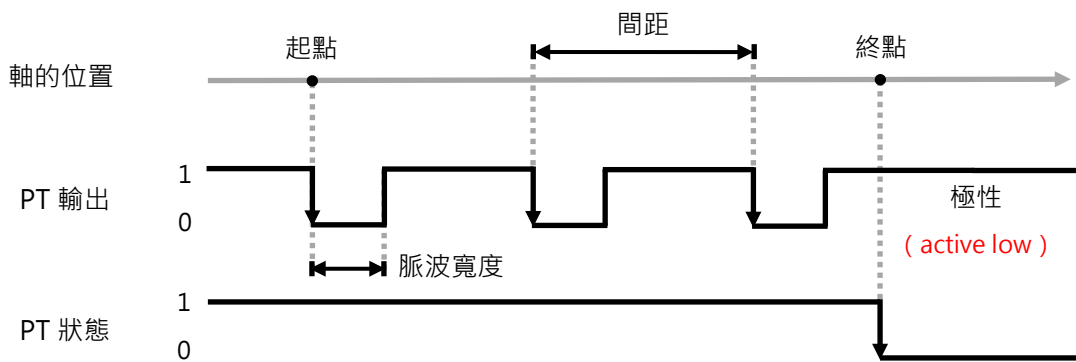 間距
起點
終點
軸的位置
1
PT 輸出
0
極性
( active low )
脈波寬度
1
PT 狀態
0